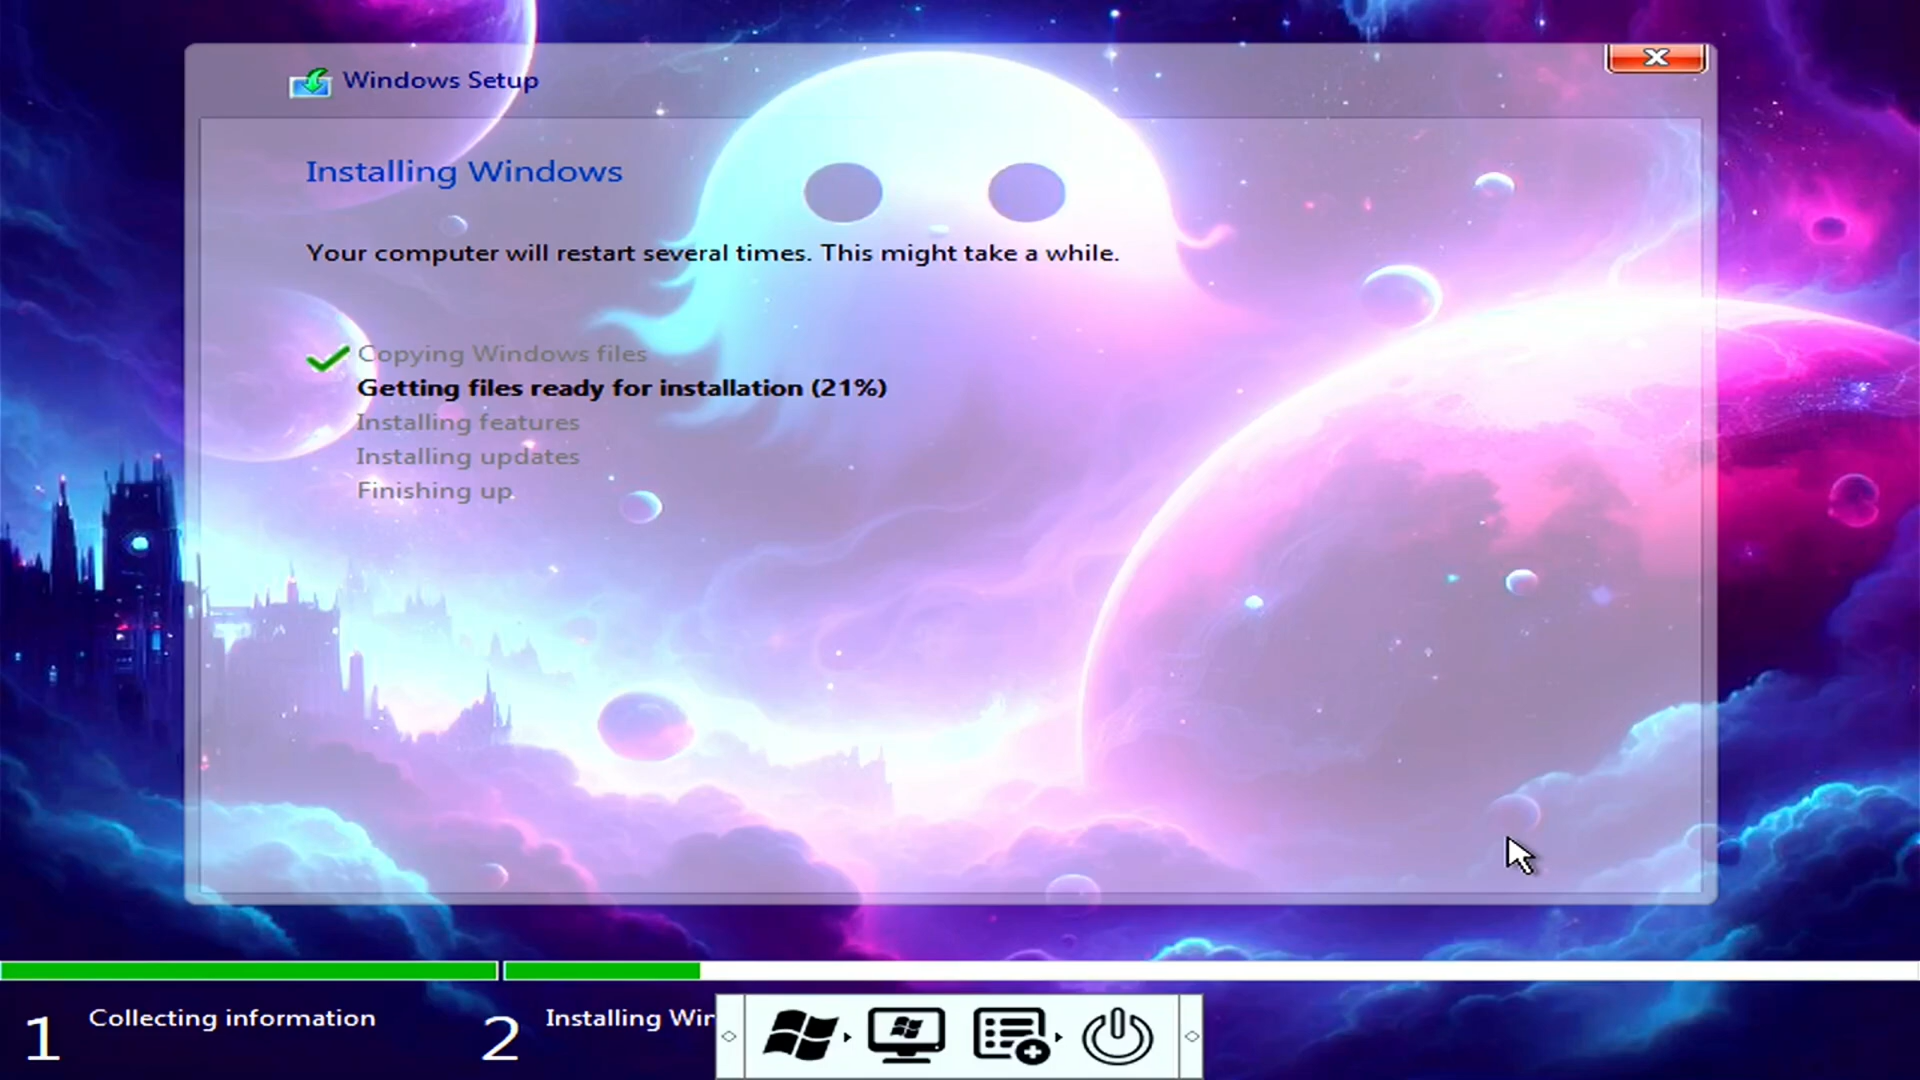 Windows Setup
Installing Windows
Your computer will restart several times. This might take a while.
Copying Windows files
Getting files ready for installation (21%)
Installing features
Installing updates
Finishing up
1 Collecting information
2 Installing Wir